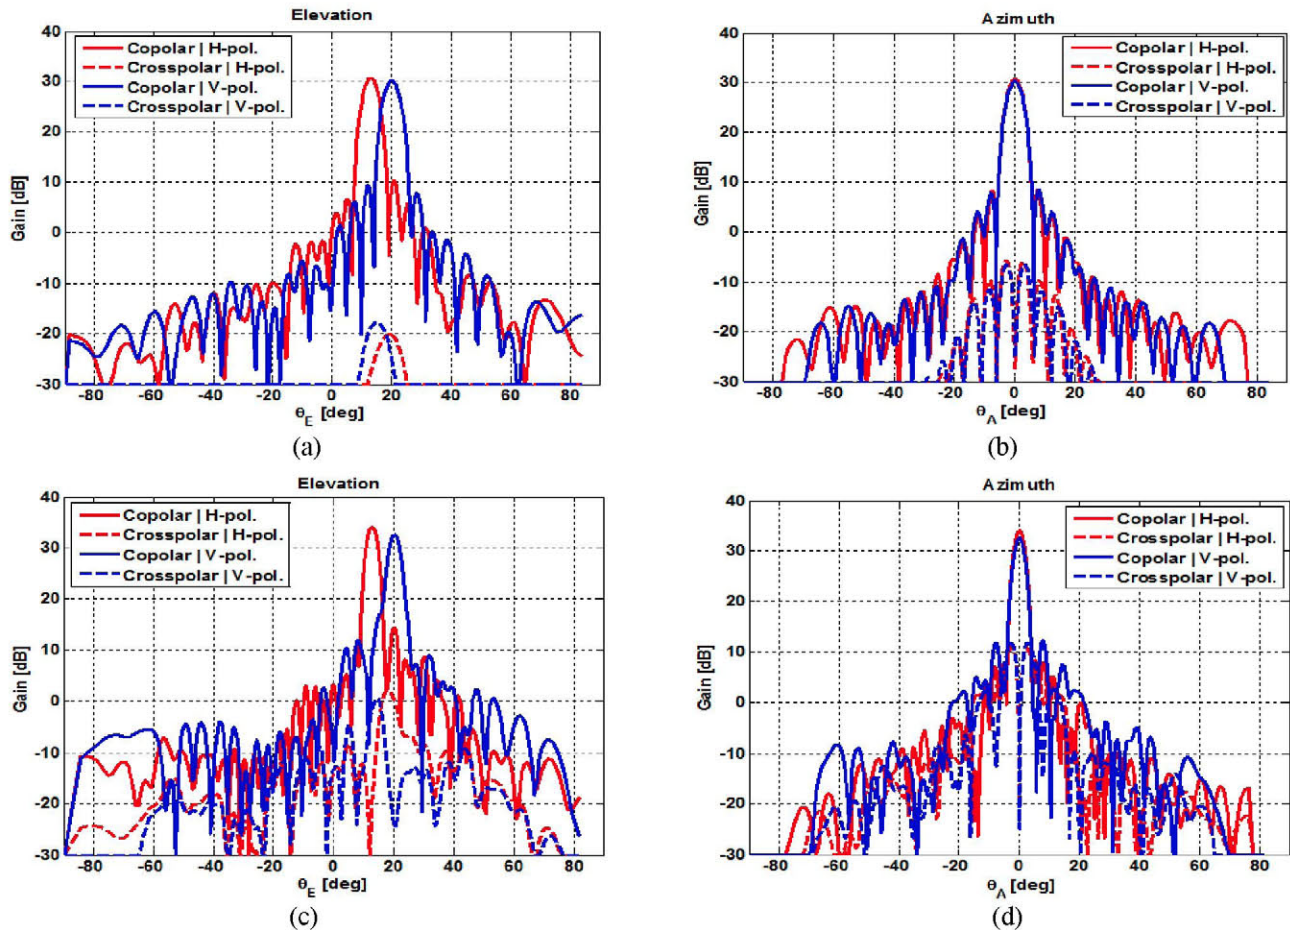 Elevation
Copolar | H-pol.
Crosspolar | H-pol.
Copolar | V-pol.
Crosspolar | V-pol.
Gain [dB]
40
30
20
10
0
-10
-20
-30
-80 -60 -40 -20 0 20 40 60 80
θE [deg]
(a)
Azimuth
Copolar | H-pol.
Crosspolar | H-pol.
Copolar | V-pol.
Crosspolar | V-pol.
Gain [dB]
40
30
20
10
0
-10
-20
-30
-80 -60 -40 -20 0 20 40 60 80
θA [deg]
(b)
Elevation
Copolar | H-pol.
Crosspolar | H-pol.
Copolar | V-pol.
Crosspolar | V-pol.
Gain [dB]
40
30
20
10
0
-10
-20
-30
-80 -60 -40 -20 0 20 40 60 80
θE [deg]
(c)
Azimuth
Copolar | H-pol.
Crosspolar | H-pol.
Copolar | V-pol.
Crosspolar | V-pol.
Gain [dB]
40
30
20
10
0
-10
-20
-30
-80 -60 -40 -20 0 20 40 60 80
θA [deg]
(d)